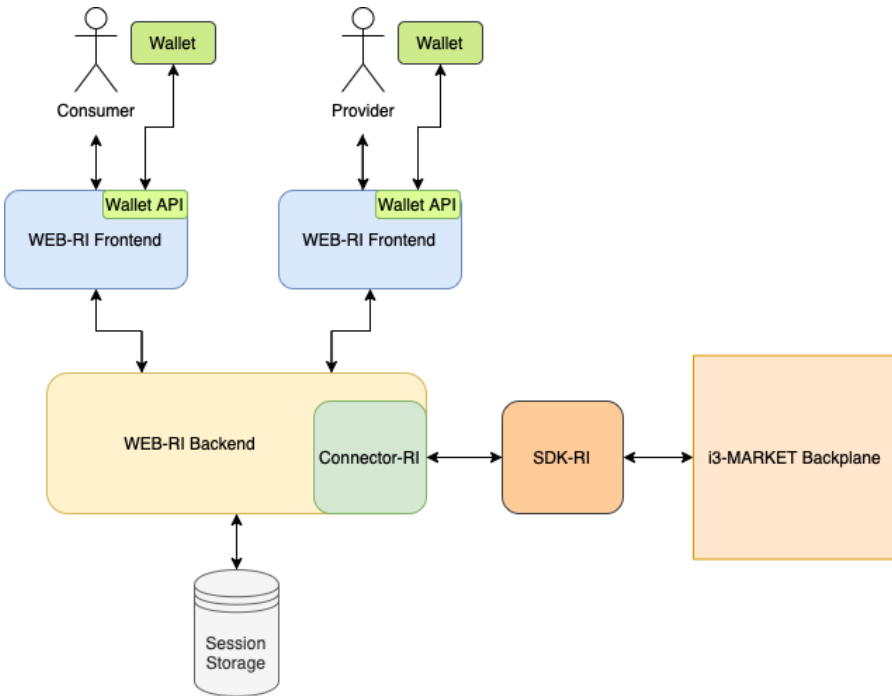 Wallet
Wallet
Consumer
Provider
Wallet API
Wallet API
WEB-RI Frontend
WEB-RI Frontend
WEB-RI Backend
Connector-RI
SDK-RI
i3-MARKET Backplane
Session
Storage